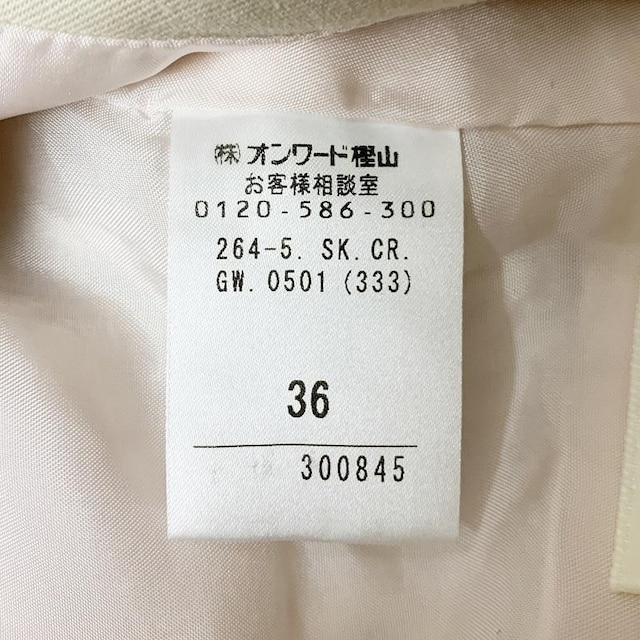 ㈱オンワード樫山
お客様相談室
0120-586-300
264-5. SK.CR.
GW.0501(333)
36
300845